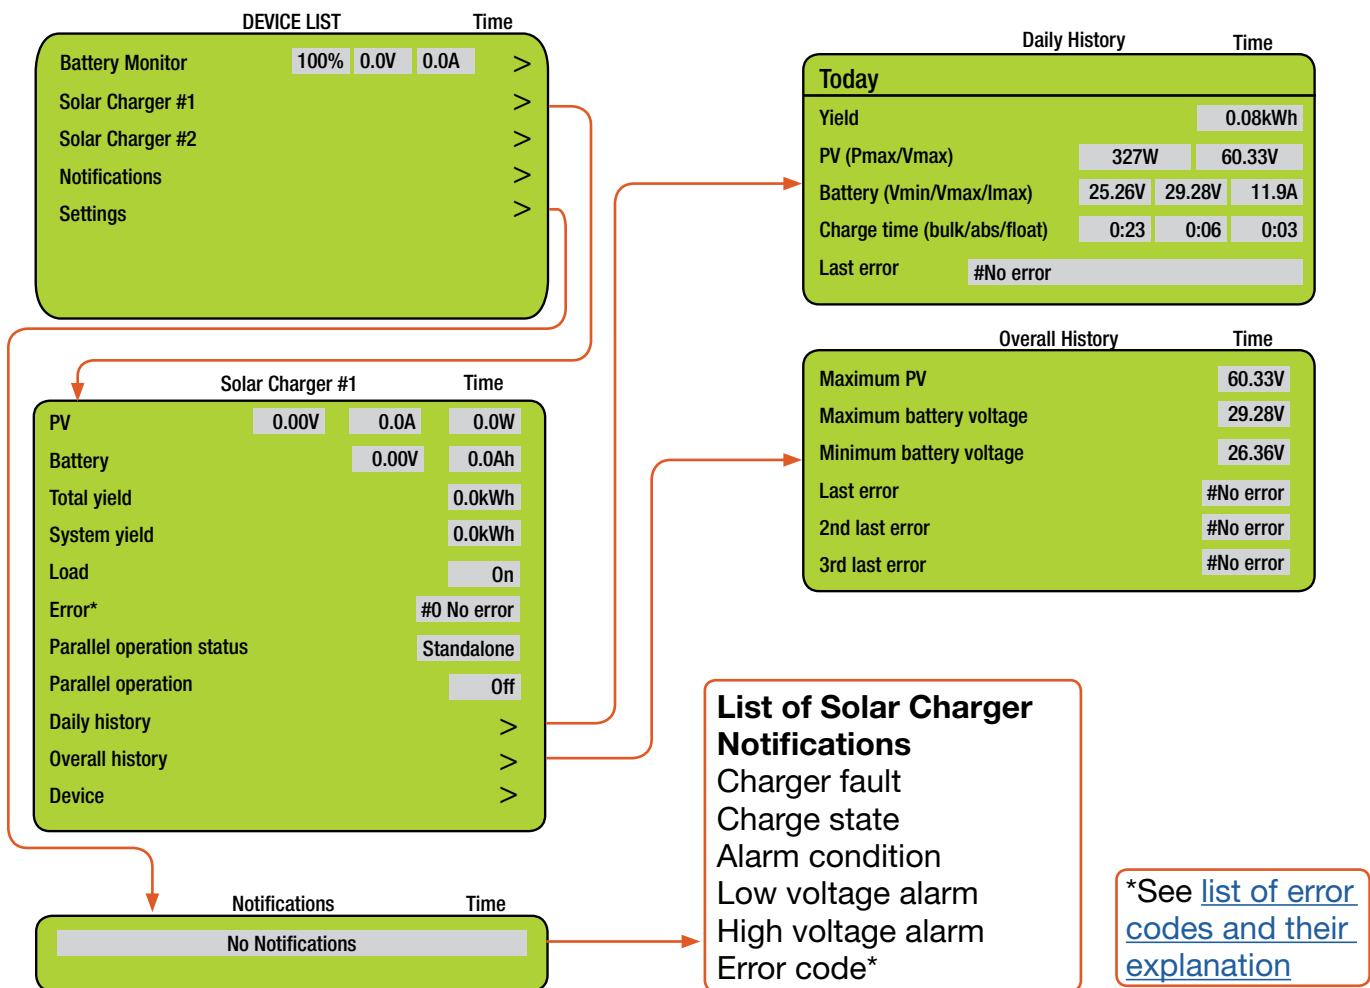 DEVICE LIST Time
Battery Monitor 100% 0.0V 0.0A >
Solar Charger #1 >
Solar Charger #2 >
Notifications >
Settings >
Solar Charger #1 Time
PV 0.00V 0.0A 0.0W
Battery 0.00V 0.0Ah
Total yield 0.0kWh
System yield 0.0kWh
Load On
Error* #0 No error
Parallel operation status Standalone
Parallel operation Off
Daily history >
Overall history >
Device >
Notifications Time
No Notifications
Daily History Time
Today
Yield 0.08kWh
PV (Pmax/Vmax) 327W 60.33V
Battery (Vmin/Vmax/Imax) 25.26V 29.28V 11.9A
Charge time (bulk/abs/float) 0:23 0:06 0:03
Last error #No error
Overall History Time
Maximum PV 60.33V
Maximum battery voltage 29.28V
Minimum battery voltage 26.36V
Last error #No error
2nd last error #No error
3rd last error #No error
List of Solar Charger
Notifications
Charger fault
Charge state
Alarm condition
Low voltage alarm
High voltage alarm
Error code*
*See list of error
codes and their
explanation